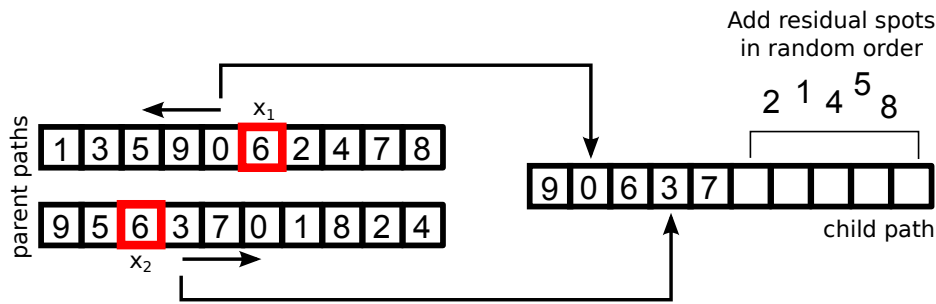 Add residual spots
in random order
2 1 4 5 8
x1
parent paths
1 3 5 9 0 6 2 4 7 8
9 0 6 3 7
9 5 6 3 7 0 1 8 2 4
child path
x2